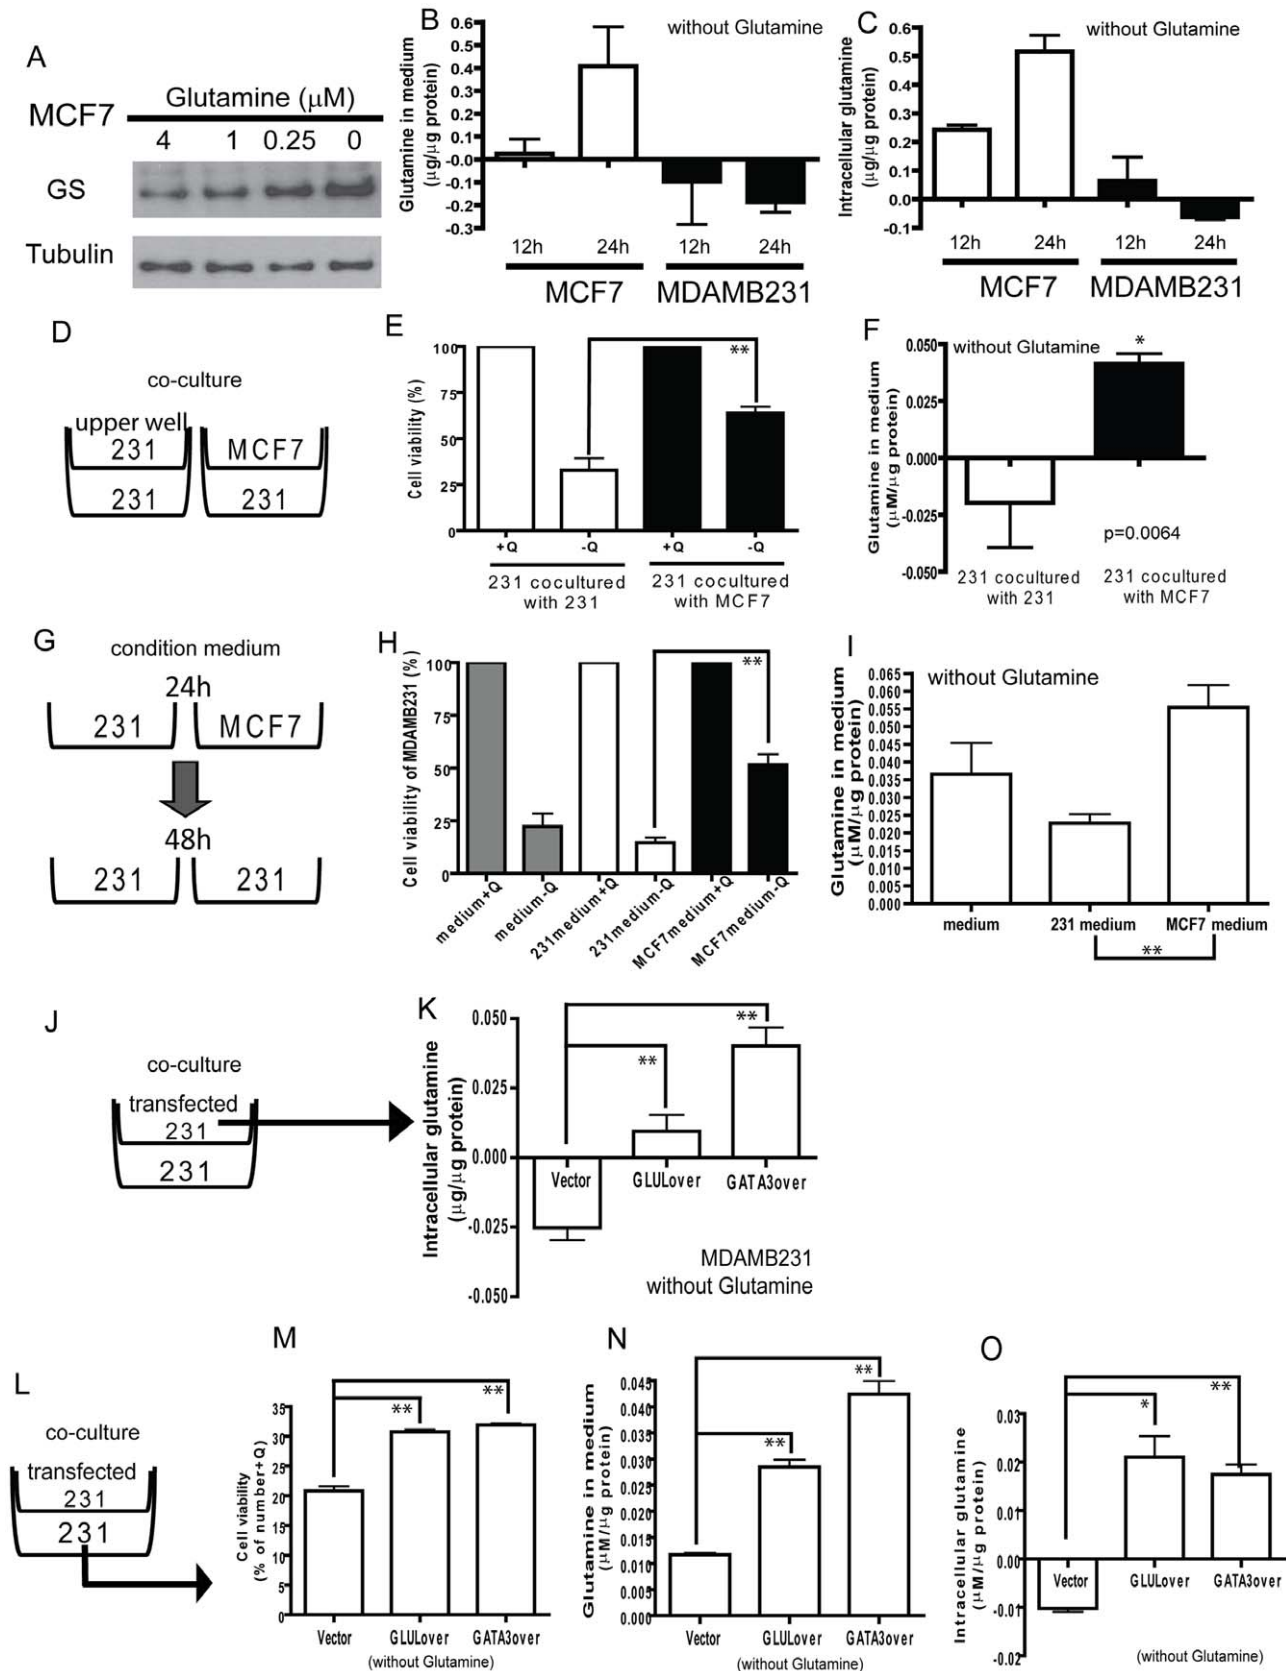 A
MCF7
Glutamine (μM)
4 1 0.25 0
GS
Tubulin
B
without Glutamine
Glutamine in medium
(μg/μg protein)
0.6
0.5
0.4
0.3
0.2
0.1
-0.0
-0.1
-0.2
-0.3
12h 24h 12h 24h
MCF7 MDAMB231
C
without Glutamine
Intracellular glutamine
(μg/μg protein)
0.6
0.5
0.4
0.3
0.2
0.1
0.0
-0.1
12h 24h 12h 24h
MCF7 MDAMB231
D
co-culture
upper well
231 MCF7
231 231
E
Cell viability (%)
100
75
50
25
0
**
+Q -Q +Q -Q
231 cocultured
with 231
231 cocultured
with MCF7
F
without Glutamine
Glutamine in medium
(μM/μg protein)
0.050
0.025
0.000
-0.025
-0.050
*
p=0.0064
231 cocultured
with 231
231 cocultured
with MCF7
G
condition medium
24h
231 MCF7
48h
231 231
H
Cell viability of MDAMB231 (%)
100
75
50
25
0
**
medium+Q
medium-Q
231medium+Q
231medium-Q
MCF7medium+Q
MCF7medium-Q
I
without Glutamine
Glutamine in medium
(μM/μg protein)
0.065
0.060
0.055
0.050
0.045
0.040
0.035
0.030
0.025
0.020
0.015
0.010
0.005
0.000
medium 231 medium MCF7 medium
**
J
co-culture
transfected
231
231
K
Intracellular glutamine
(μg/μg protein)
0.050
0.025
0.000
-0.025
-0.050
**
**
Vector GLULover GATA3over
MDAMB231
without Glutamine
L
co-culture
transfected
231
231
M
Cell viability
(% of number+Q)
35
30
25
20
15
10
5
0
**
**
Vector GLULover GATA3over
(without Glutamine)
N
Glutamine in medium
(μM/μg protein)
0.045
0.040
0.035
0.030
0.025
0.020
0.015
0.010
0.005
0.000
**
**
Vector GLULover GATA3over
(without Glutamine)
O
Intracellular glutamine
(μM/μg protein)
0.03
0.02
0.01
0.00
-0.01
-0.02
*
**
Vector GLULover GATA3over
(without Glutamine)